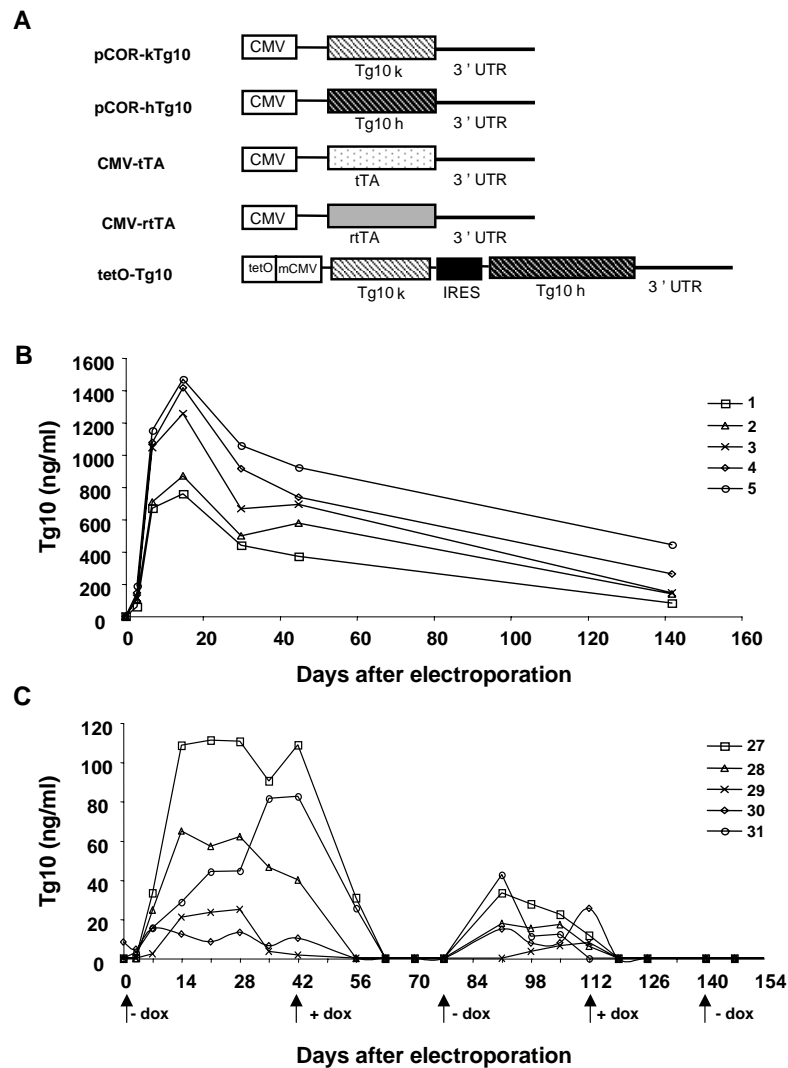 A
pCOR-kTg10
CMV
Tg10 k
3 ' UTR
pCOR-hTg10
CMV
Tg10 h
3 ' UTR
CMV-tTA
CMV
tTA
3 ' UTR
CMV-rtTA
CMV
rtTA
3 ' UTR
tetO-Tg10
tetO mCMV
Tg10 k
IRES
Tg10 h
3 ' UTR
B
Tg10 (ng/ml)
1600
1400
1200
1000
800
600
400
200
0
0 20 40 60 80 100 120 140 160
Days after electroporation
1
2
3
4
5
C
Tg10 (ng/ml)
120
100
80
60
40
20
0
0 14 28 42 56 70 84 98 112 126 140 154
- dox + dox - dox + dox - dox
Days after electroporation
27
28
29
30
31